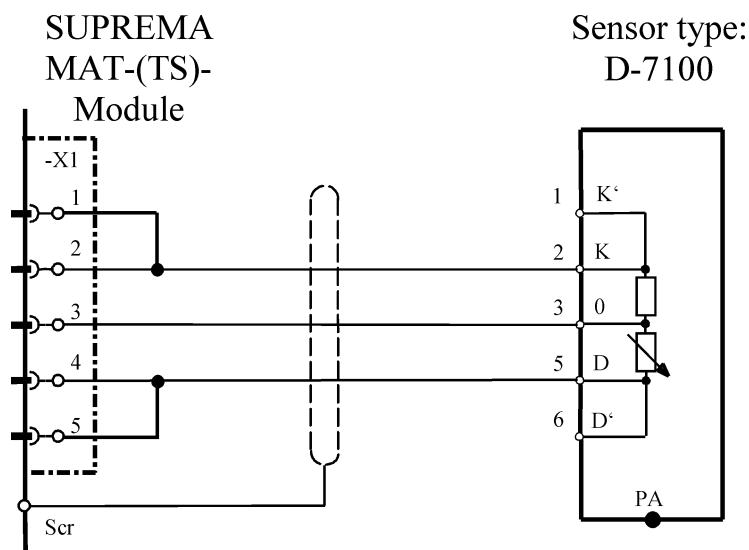 SUPREMA
MAT-(TS)-
Module
Sensor type:
D-7100
-X1
1
2
3
4
5
Scr
1 K‘
2 K
3 0
5 D
6 D‘
PA